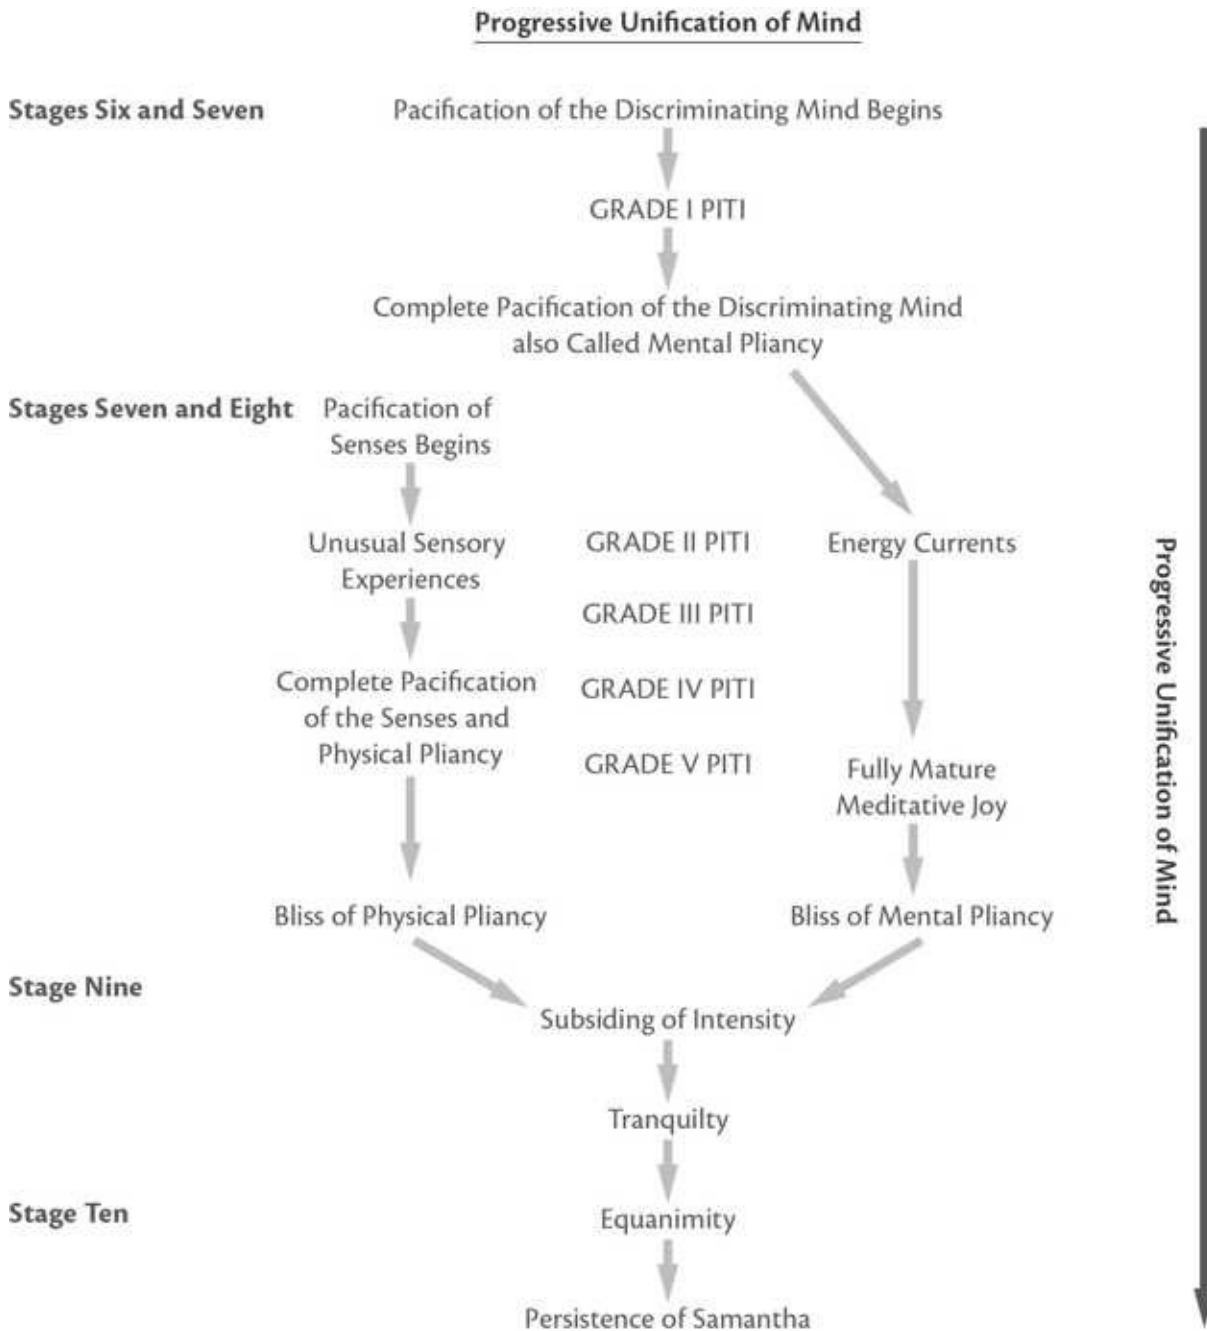 Progressive Unification of Mind
Stages Six and Seven
Pacification of the Discriminating Mind Begins
GRADE I PITI
Complete Pacification of the Discriminating Mind
also Called Mental Pliancy
Stages Seven and Eight
Pacification of
Senses Begins
Unusual Sensory
Experiences
GRADE II PITI
Energy Currents
GRADE III PITI
Complete Pacification
of the Senses and
Physical Pliancy
GRADE IV PITI
GRADE V PITI
Fully Mature
Meditative Joy
Bliss of Physical Pliancy
Bliss of Mental Pliancy
Stage Nine
Subsiding of Intensity
Tranquilty
Stage Ten
Equanimity
Persistence of Samantha
Progressive Unification of Mind